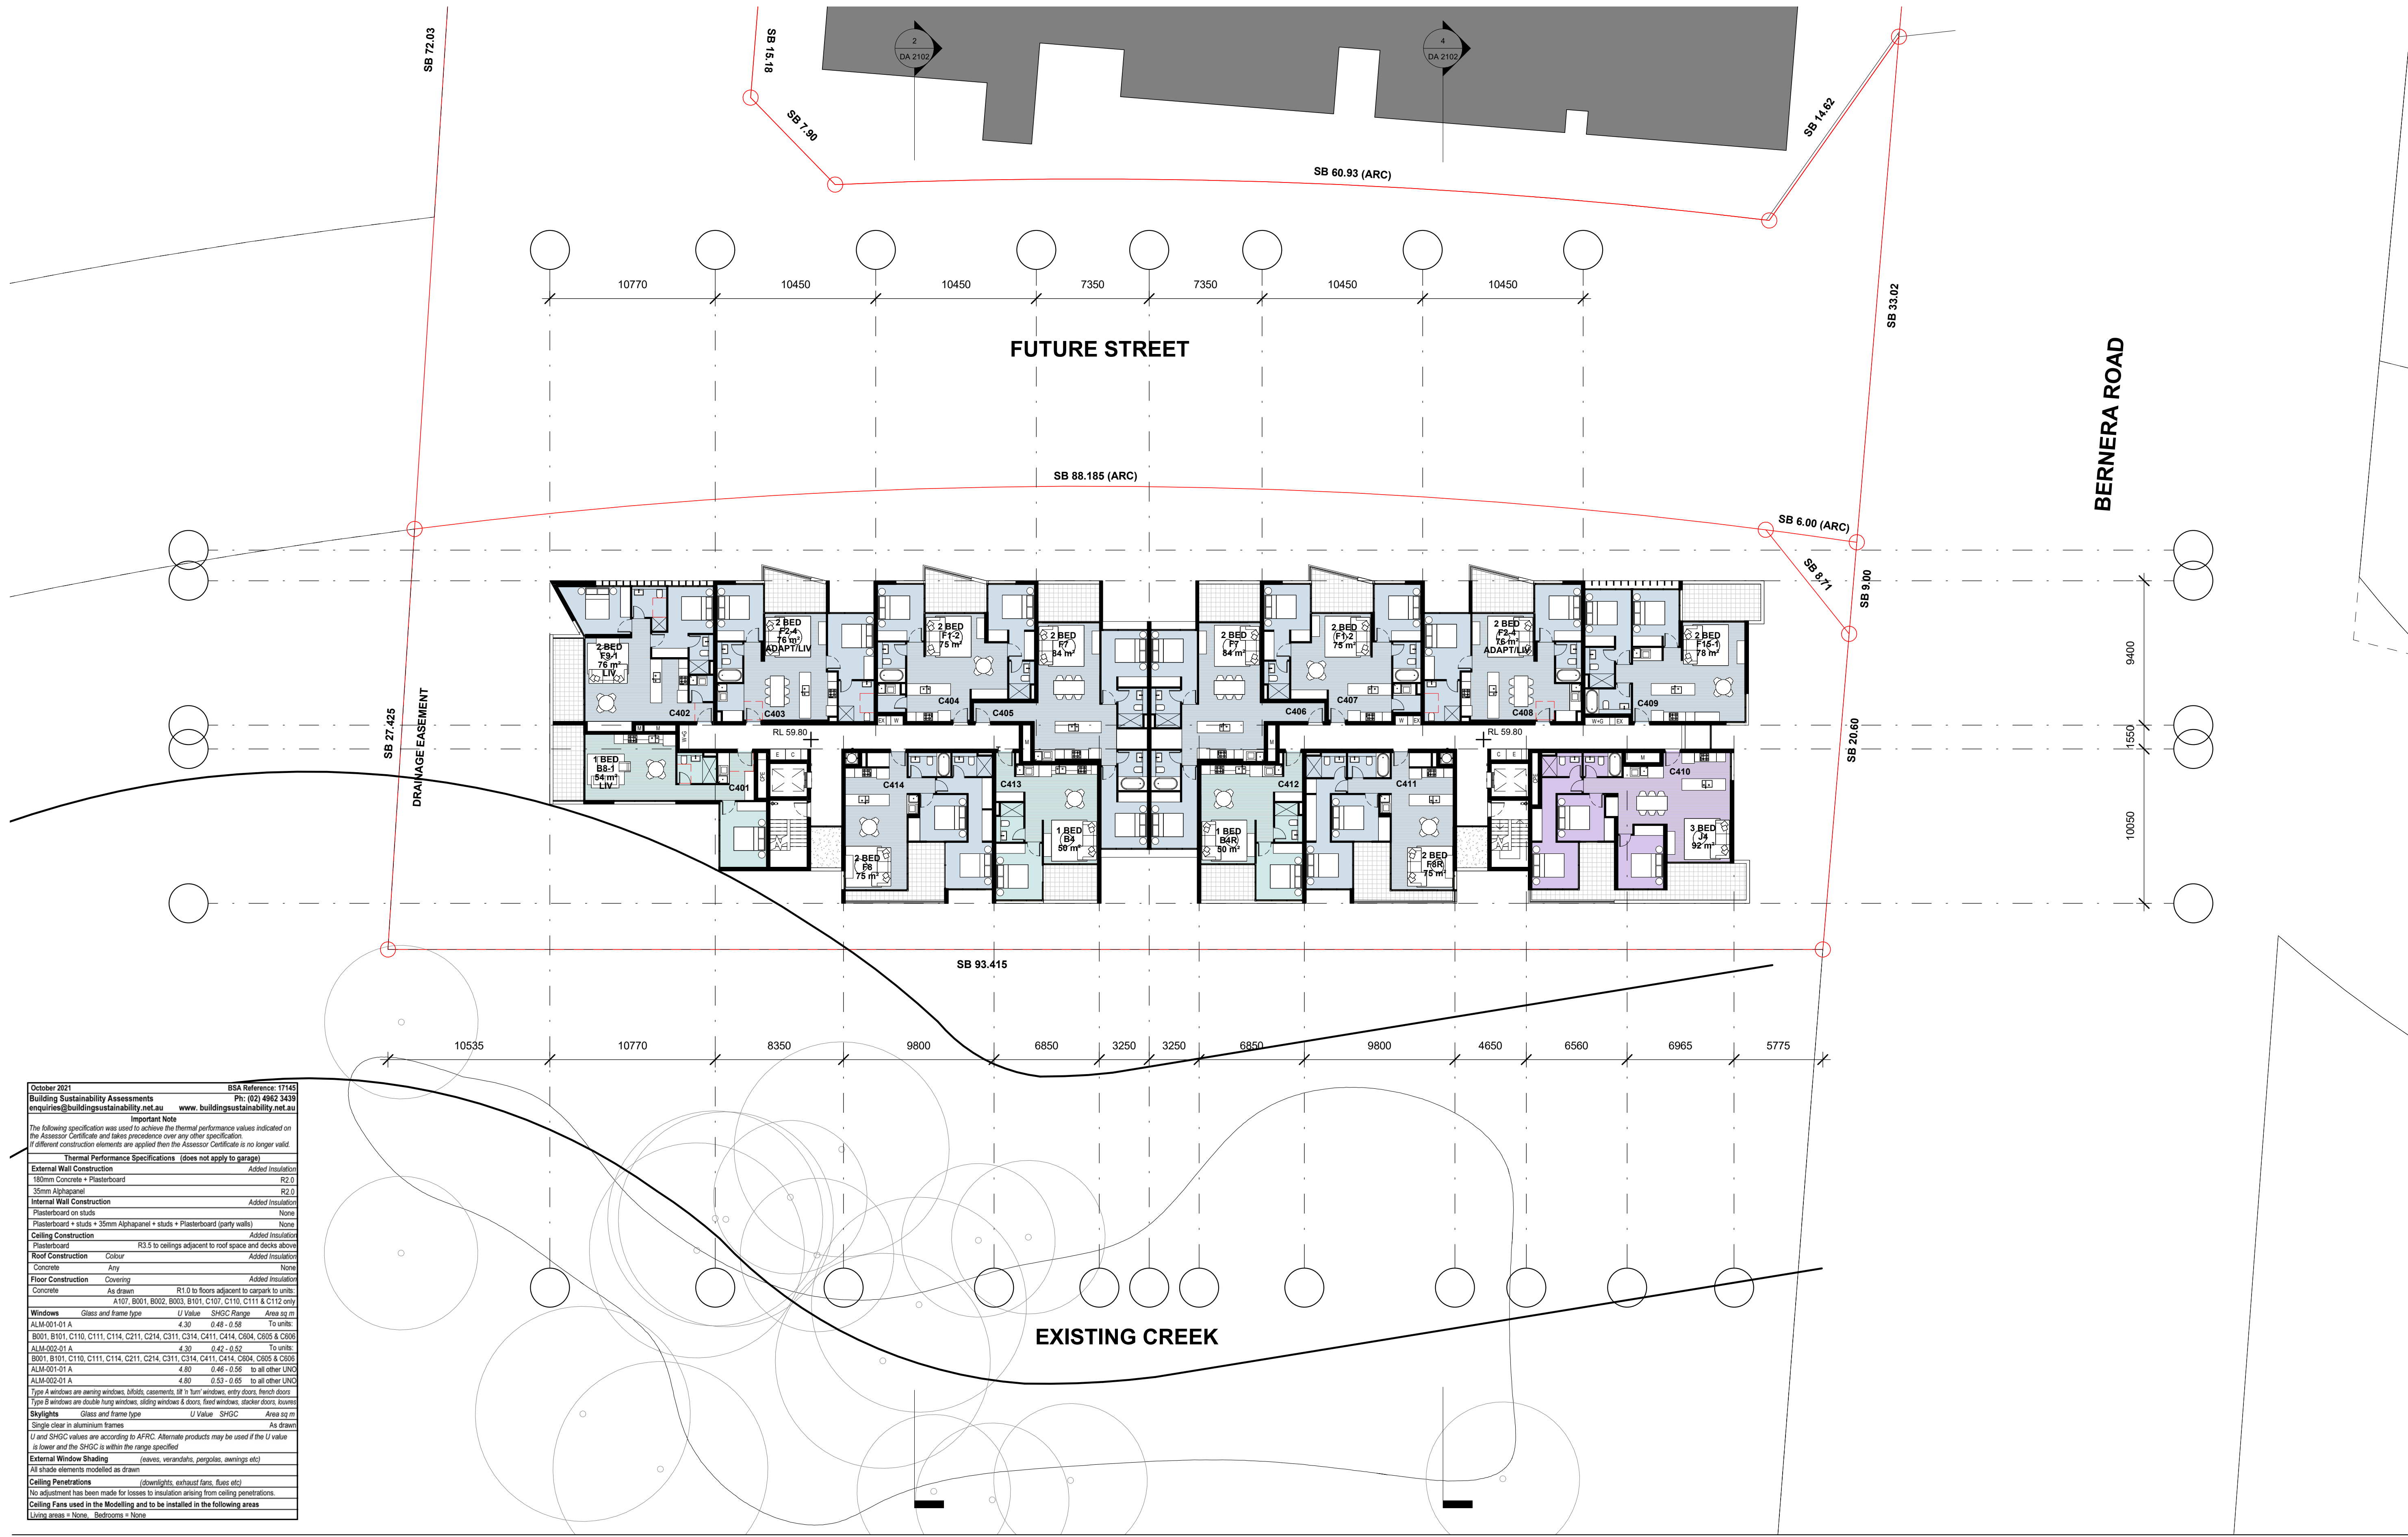 SB 72.03
SB 15.18
2
DA 2102
4
DA 2102
SB 7.90
SB 14.62
SB 60.93 (ARC)
10770
10450
10450
7350
7350
10450
10450
SB 33.02
FUTURE STREET
BERNERA ROAD
SB 88.185 (ARC)
SB 6.00 (ARC)
SB 8.71
SB 9.00
2 BED
F9-1
76 m²
LIV
C402
2 BED
F2-4
76 m²
ADAPT/LIV
C403
2 BED
F1-2
75 m²
C404
2 BED
F7
84 m²
C405
2 BED
F7
84 m²
C406
2 BED
F1-2
75 m²
C407
2 BED
F2-4
76 m²
ADAPT/LIV
C408
2 BED
F15-1
78 m²
C409
9400
1550
10050
EX
W
W
EX
W+G
EX
M
M
W+G
RL 59.80
RL 59.80
E
C
C
E
M
M
M
CPE
CPE
SB 27.425
DRAINAGE EASEMENT
SB 20.60
1 BED
B8-1
54 m²
LIV
C401
C414
2 BED
F8
75 m²
C413
1 BED
B4
50 m²
C412
1 BED
B4R
50 m²
C411
2 BED
F8R
75 m²
C410
3 BED
J4
92 m²
SB 93.415
10535
10770
8350
9800
6850
3250
3250
6850
9800
4650
6560
6965
5775
EXISTING CREEK
October 2021 BSA Reference: 17145
Building Sustainability Assessments Ph: (02) 4962 3439
enquiries@buildingsustainability.net.au www. buildingsustainability.net.au
Important Note
The following specification was used to achieve the thermal performance values indicated on
the Assessor Certificate and takes precedence over any other specification.
If different construction elements are applied then the Assessor Certificate is no longer valid.
Thermal Performance Specifications (does not apply to garage)
External Wall Construction Added Insulation
180mm Concrete + Plasterboard R2.0
35mm Alphapanel R2.0
Internal Wall Construction Added Insulation
Plasterboard on studs None
Plasterboard + studs + 35mm Alphapanel + studs + Plasterboard (party walls) None
Ceiling Construction Added Insulation
Plasterboard R3.5 to ceilings adjacent to roof space and decks above
Roof Construction Colour Added Insulation
Concrete Any None
Floor Construction Covering Added Insulation
Concrete As drawn R1.0 to floors adjacent to carpark to units:
A107, B001, B002, B003, B101, C107, C110, C111 & C112 only
Windows Glass and frame type U Value SHGC Range Area sq m
ALM-001-01 A 4.30 0.48 - 0.58 To units:
B001, B101, C110, C111, C114, C211, C214, C311, C314, C411, C414, C604, C605 & C606
ALM-002-01 A 4.30 0.42 - 0.52 To units:
B001, B101, C110, C111, C114, C211, C214, C311, C314, C411, C414, C604, C605 & C606
ALM-001-01 A 4.80 0.46 - 0.56 to all other UNO
ALM-002-01 A 4.80 0.53 - 0.65 to all other UNO
Type A windows are awning windows, bifolds, casements, tilt 'n 'turn' windows, entry doors, french doors
Type B windows are double hung windows, sliding windows & doors, fixed windows, stacker doors, louvres
Skylights Glass and frame type U Value SHGC Area sq m
Single clear in aluminium frames As drawn
U and SHGC values are according to AFRC. Alternate products may be used if the U value
is lower and the SHGC is within the range specified
External Window Shading (eaves, verandahs, pergolas, awnings etc)
All shade elements modelled as drawn
Ceiling Penetrations (downlights, exhaust fans, flues etc)
No adjustment has been made for losses to insulation arising from ceiling penetrations.
Ceiling Fans used in the Modelling and to be installed in the following areas
Living areas = None, Bedrooms = None